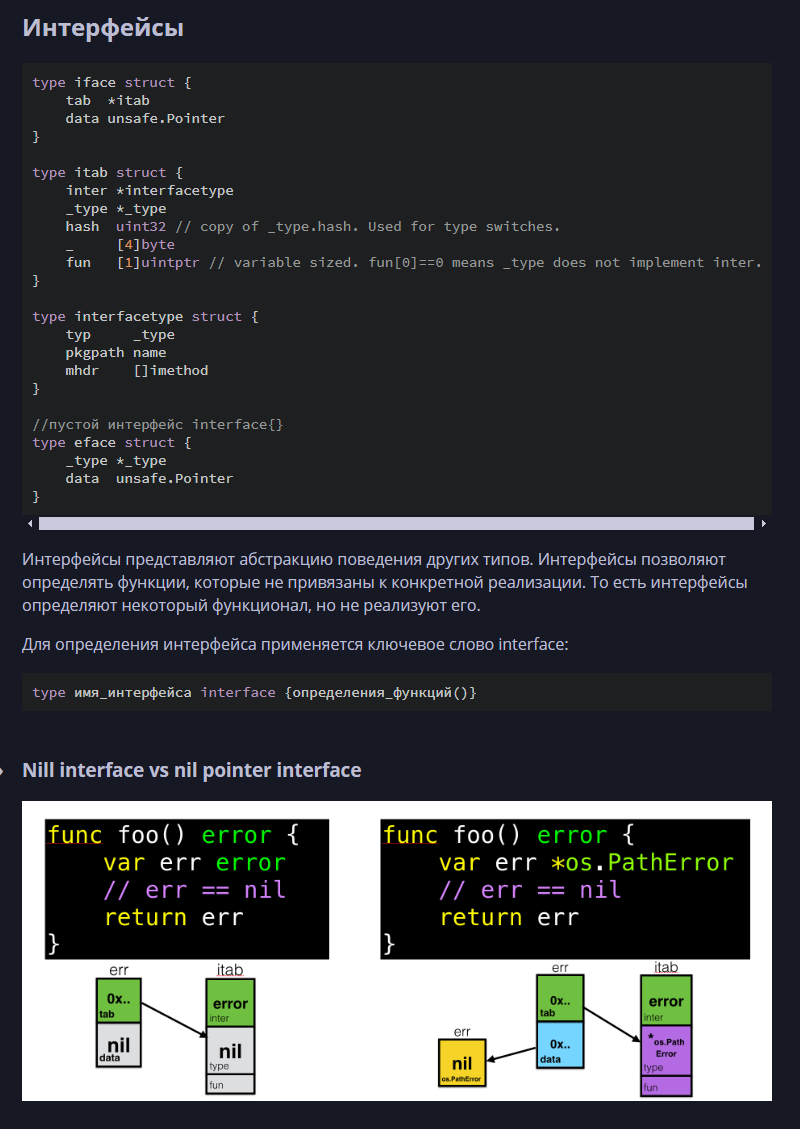 Интерфейсы
type iface struct {
    tab  *itab
    data unsafe.Pointer
}
type itab struct {
    inter *interfacetype
    _type *_type
    hash  uint32 // copy of _type.hash. Used for type switches.
    _     [4]byte
    fun   [1]uintptr // variable sized. fun[0]==0 means _type does not implement inter.
}
type interfacetype struct {
    typ     _type
    pkgpath name
    mhdr    []imethod
}
//пустой интерфейс interface{}
type eface struct {
    _type *_type
    data  unsafe.Pointer
}
Интерфейсы представляют абстракцию поведения других типов. Интерфейсы позволяют
определять функции, которые не привязаны к конкретной реализации. То есть интерфейсы
определяют некоторый функционал, но не реализуют его.
Для определения интерфейса применяется ключевое слово interface:
type имя_интерфейса interface {определения_функций()}
Nill interface vs nil pointer interface
func foo() error {
    var err error
    // err == nil
    return err
}
err
0x..
tab
nil
data
itab
error
inter
nil
type
fun
func foo() error {
    var err *os.PathError
    // err == nil
    return err
}
err
nil
os.PathError
err
0x..
tab
0x..
data
itab
error
inter
*os.Path
Error
type
fun